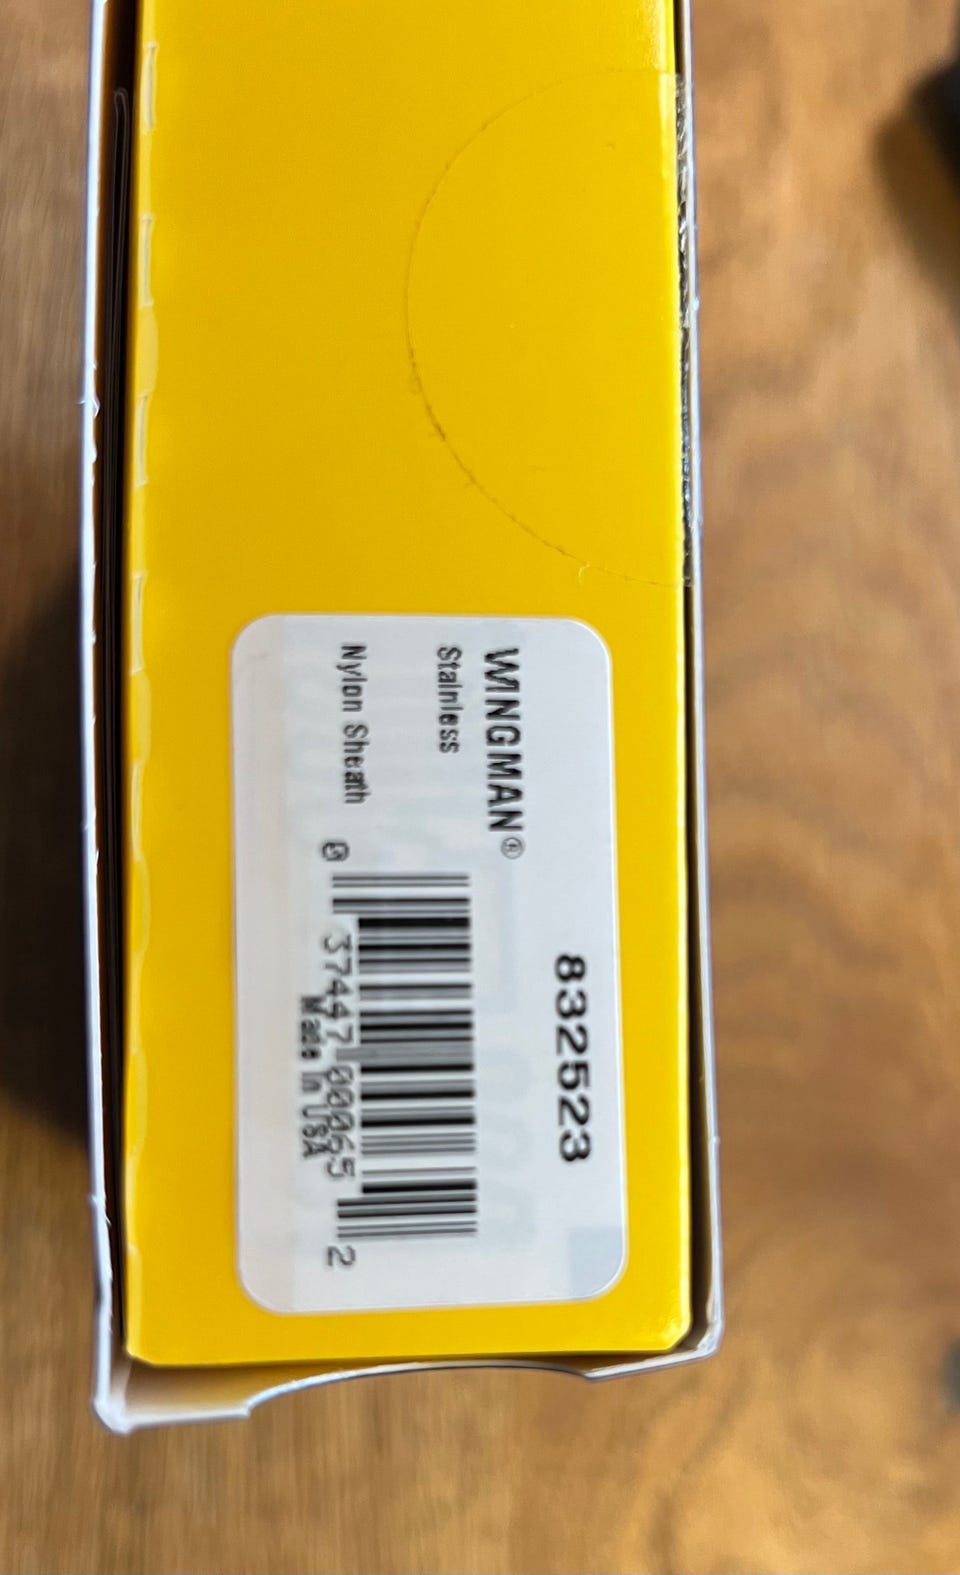 832523
WINGMAN®
Stainless
Nylon Sheath
0 37447 00065 2
Made in USA